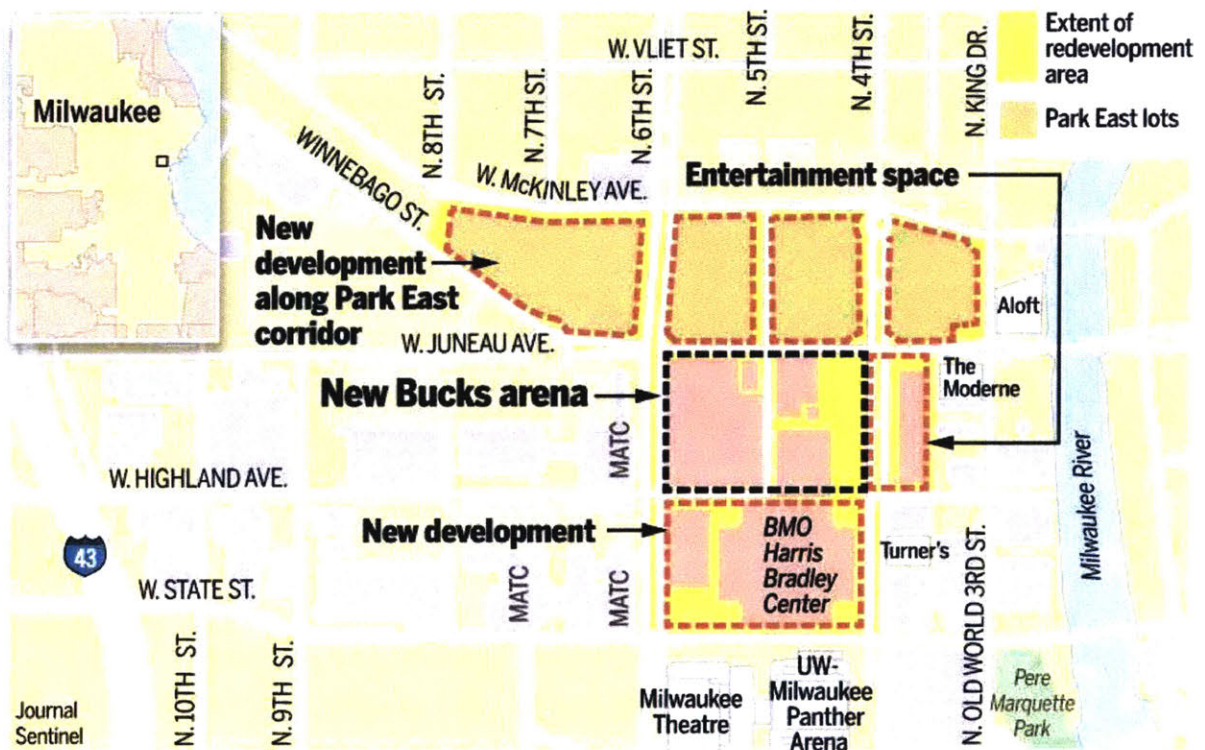 Milwaukee
W. VLIET ST.
N. 5TH ST.
N. 4TH ST.
N. KING DR.
Extent of
redevelopment
area
Park East lots
N. 8TH ST.
N. 7TH ST.
N. 6TH ST.
WINNEBAGO ST.
W. McKINLEY AVE.
Entertainment space
New
development
along Park East
corridor
Aloft
W. JUNEAU AVE.
The
Moderne
New Bucks arena
MATC
W. HIGHLAND AVE.
Milwaukee River
New development
BMO
Harris
Bradley
Center
Turner's
43
W. STATE ST.
MATC
MATC
N. OLD WORLD 3RD ST.
N. 10TH ST.
N. 9TH ST.
Milwaukee
Theatre
UW-
Milwaukee
Panther
Arena
Pere
Marquette
Park
Journal
Sentinel